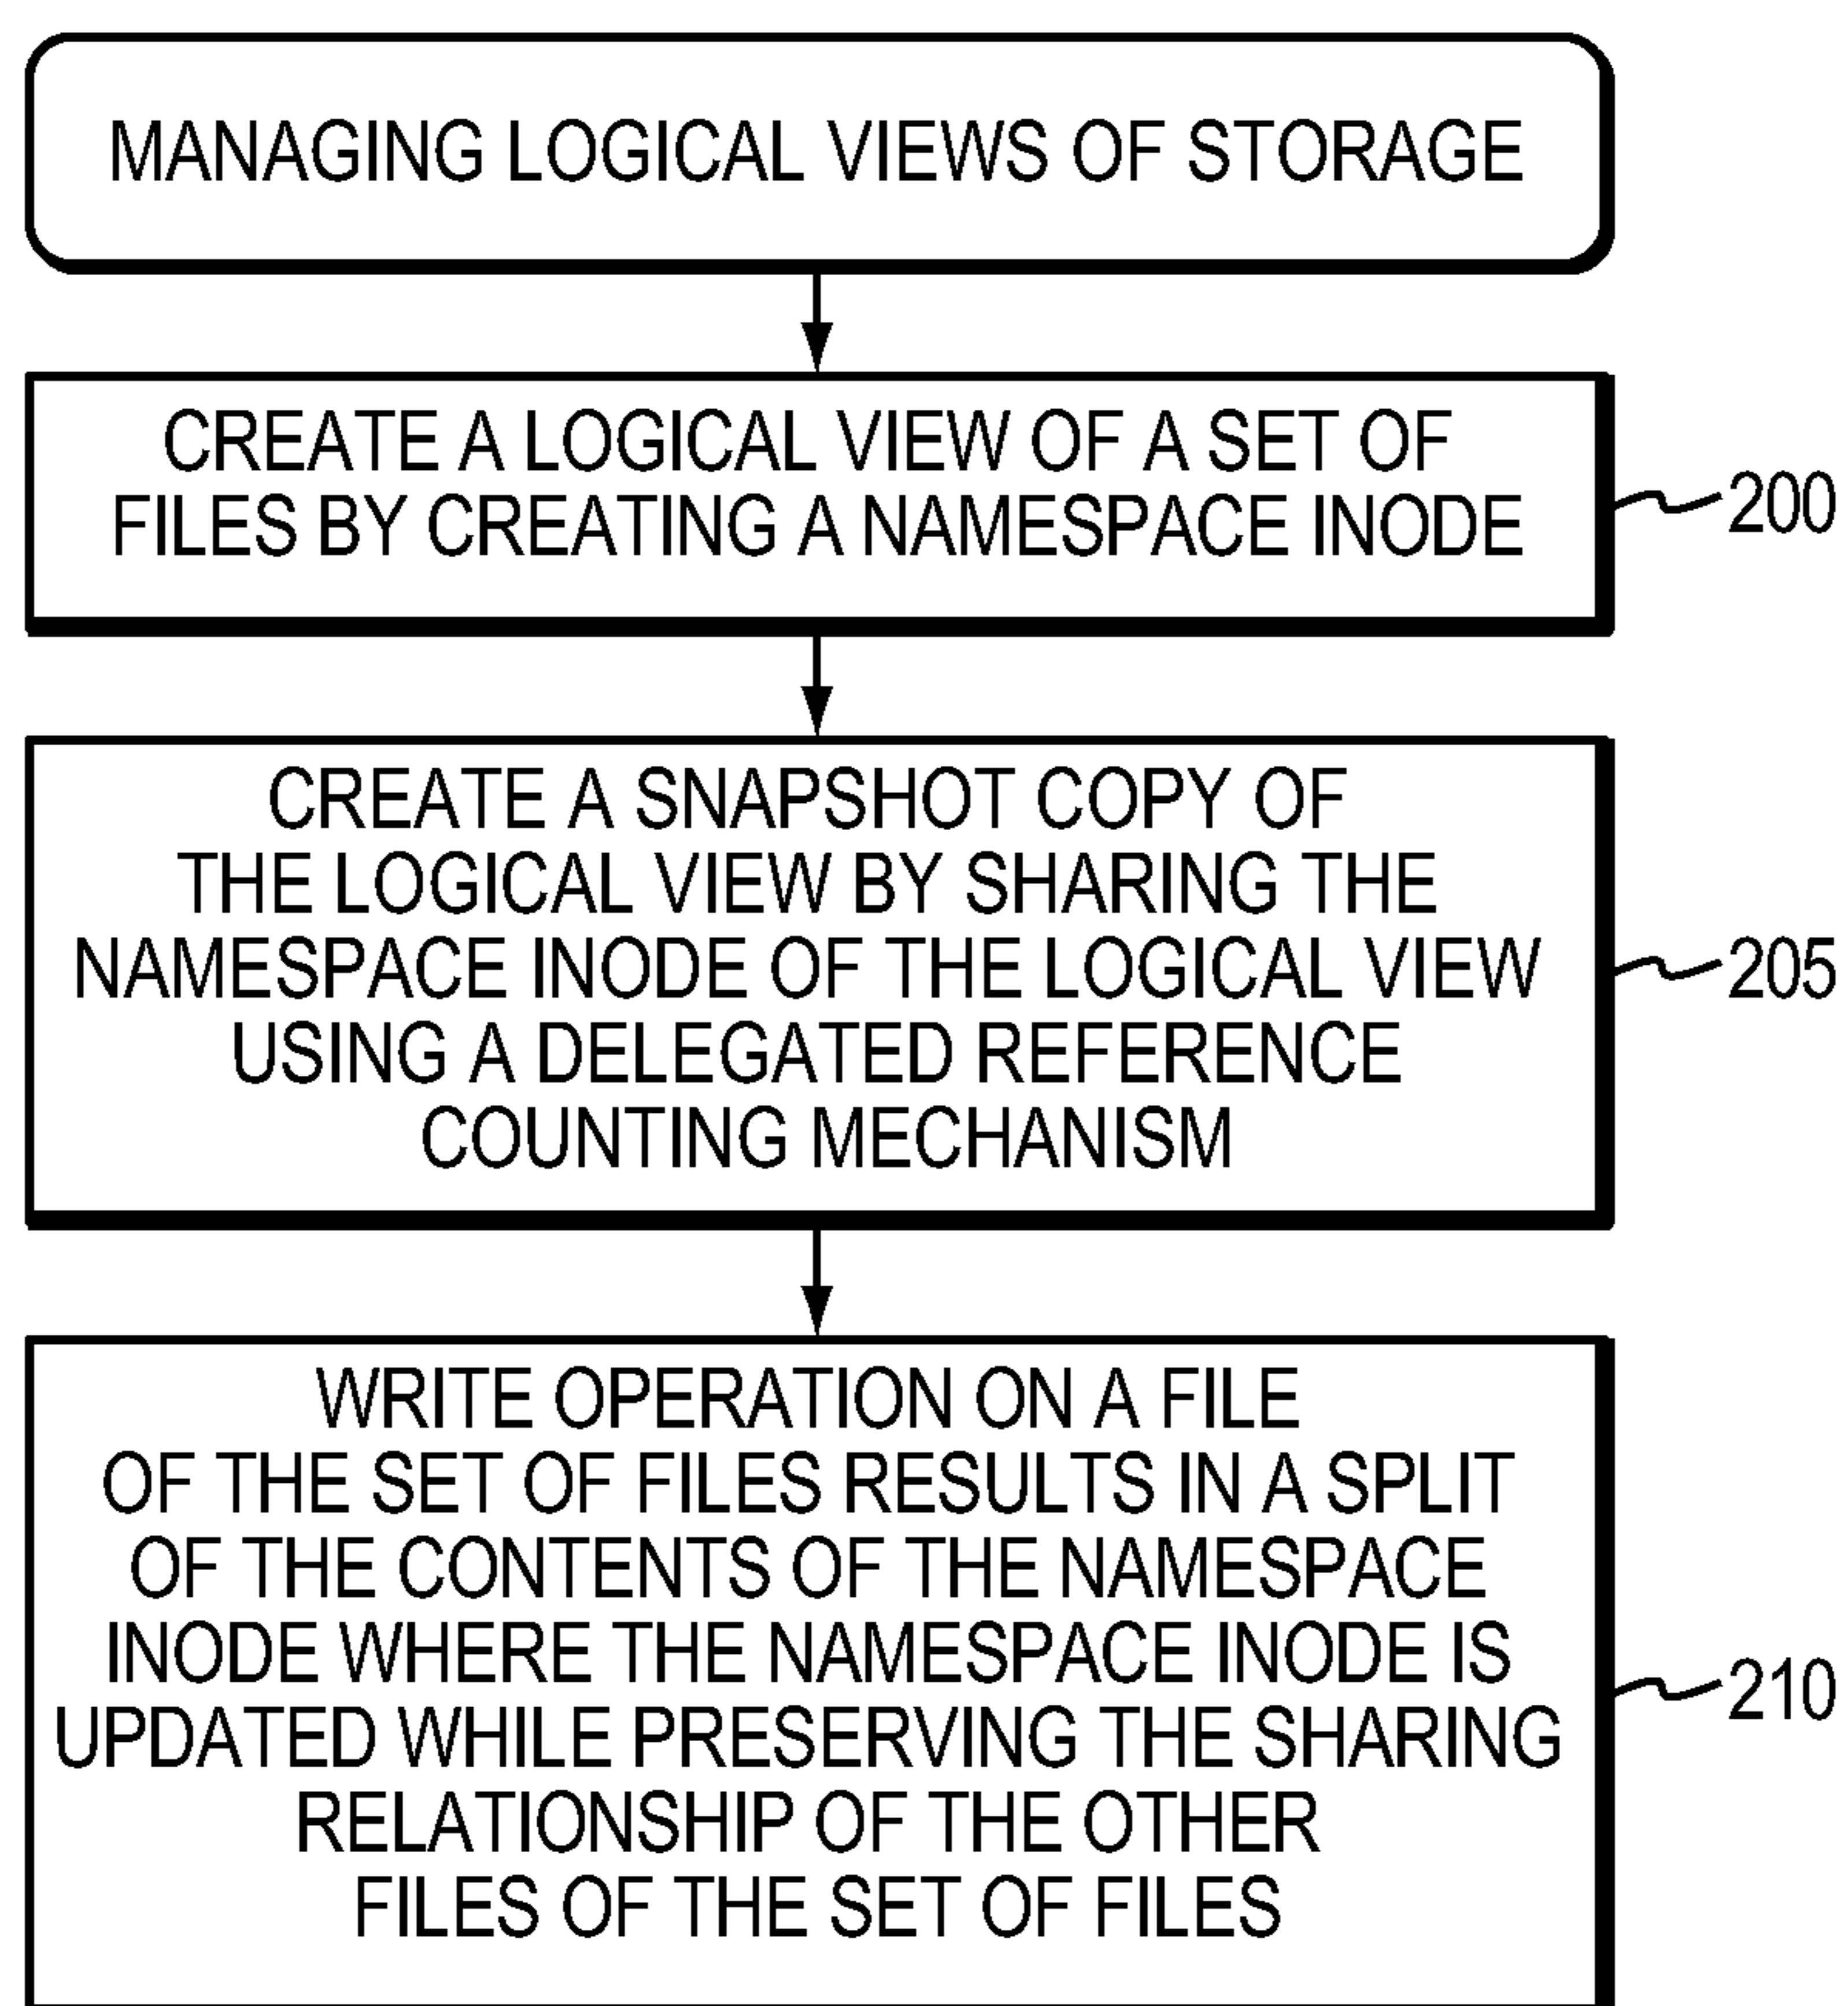 MANAGING LOGICAL VIEWS OF STORAGE
CREATE A LOGICAL VIEW OF A SET OF
FILES BY CREATING A NAMESPACE INODE
200
CREATE A SNAPSHOT COPY OF
THE LOGICAL VIEW BY SHARING THE
NAMESPACE INODE OF THE LOGICAL VIEW
USING A DELEGATED REFERENCE
COUNTING MECHANISM
205
WRITE OPERATION ON A FILE
OF THE SET OF FILES RESULTS IN A SPLIT
OF THE CONTENTS OF THE NAMESPACE
INODE WHERE THE NAMESPACE INODE IS
UPDATED WHILE PRESERVING THE SHARING
RELATIONSHIP OF THE OTHER
FILES OF THE SET OF FILES
210